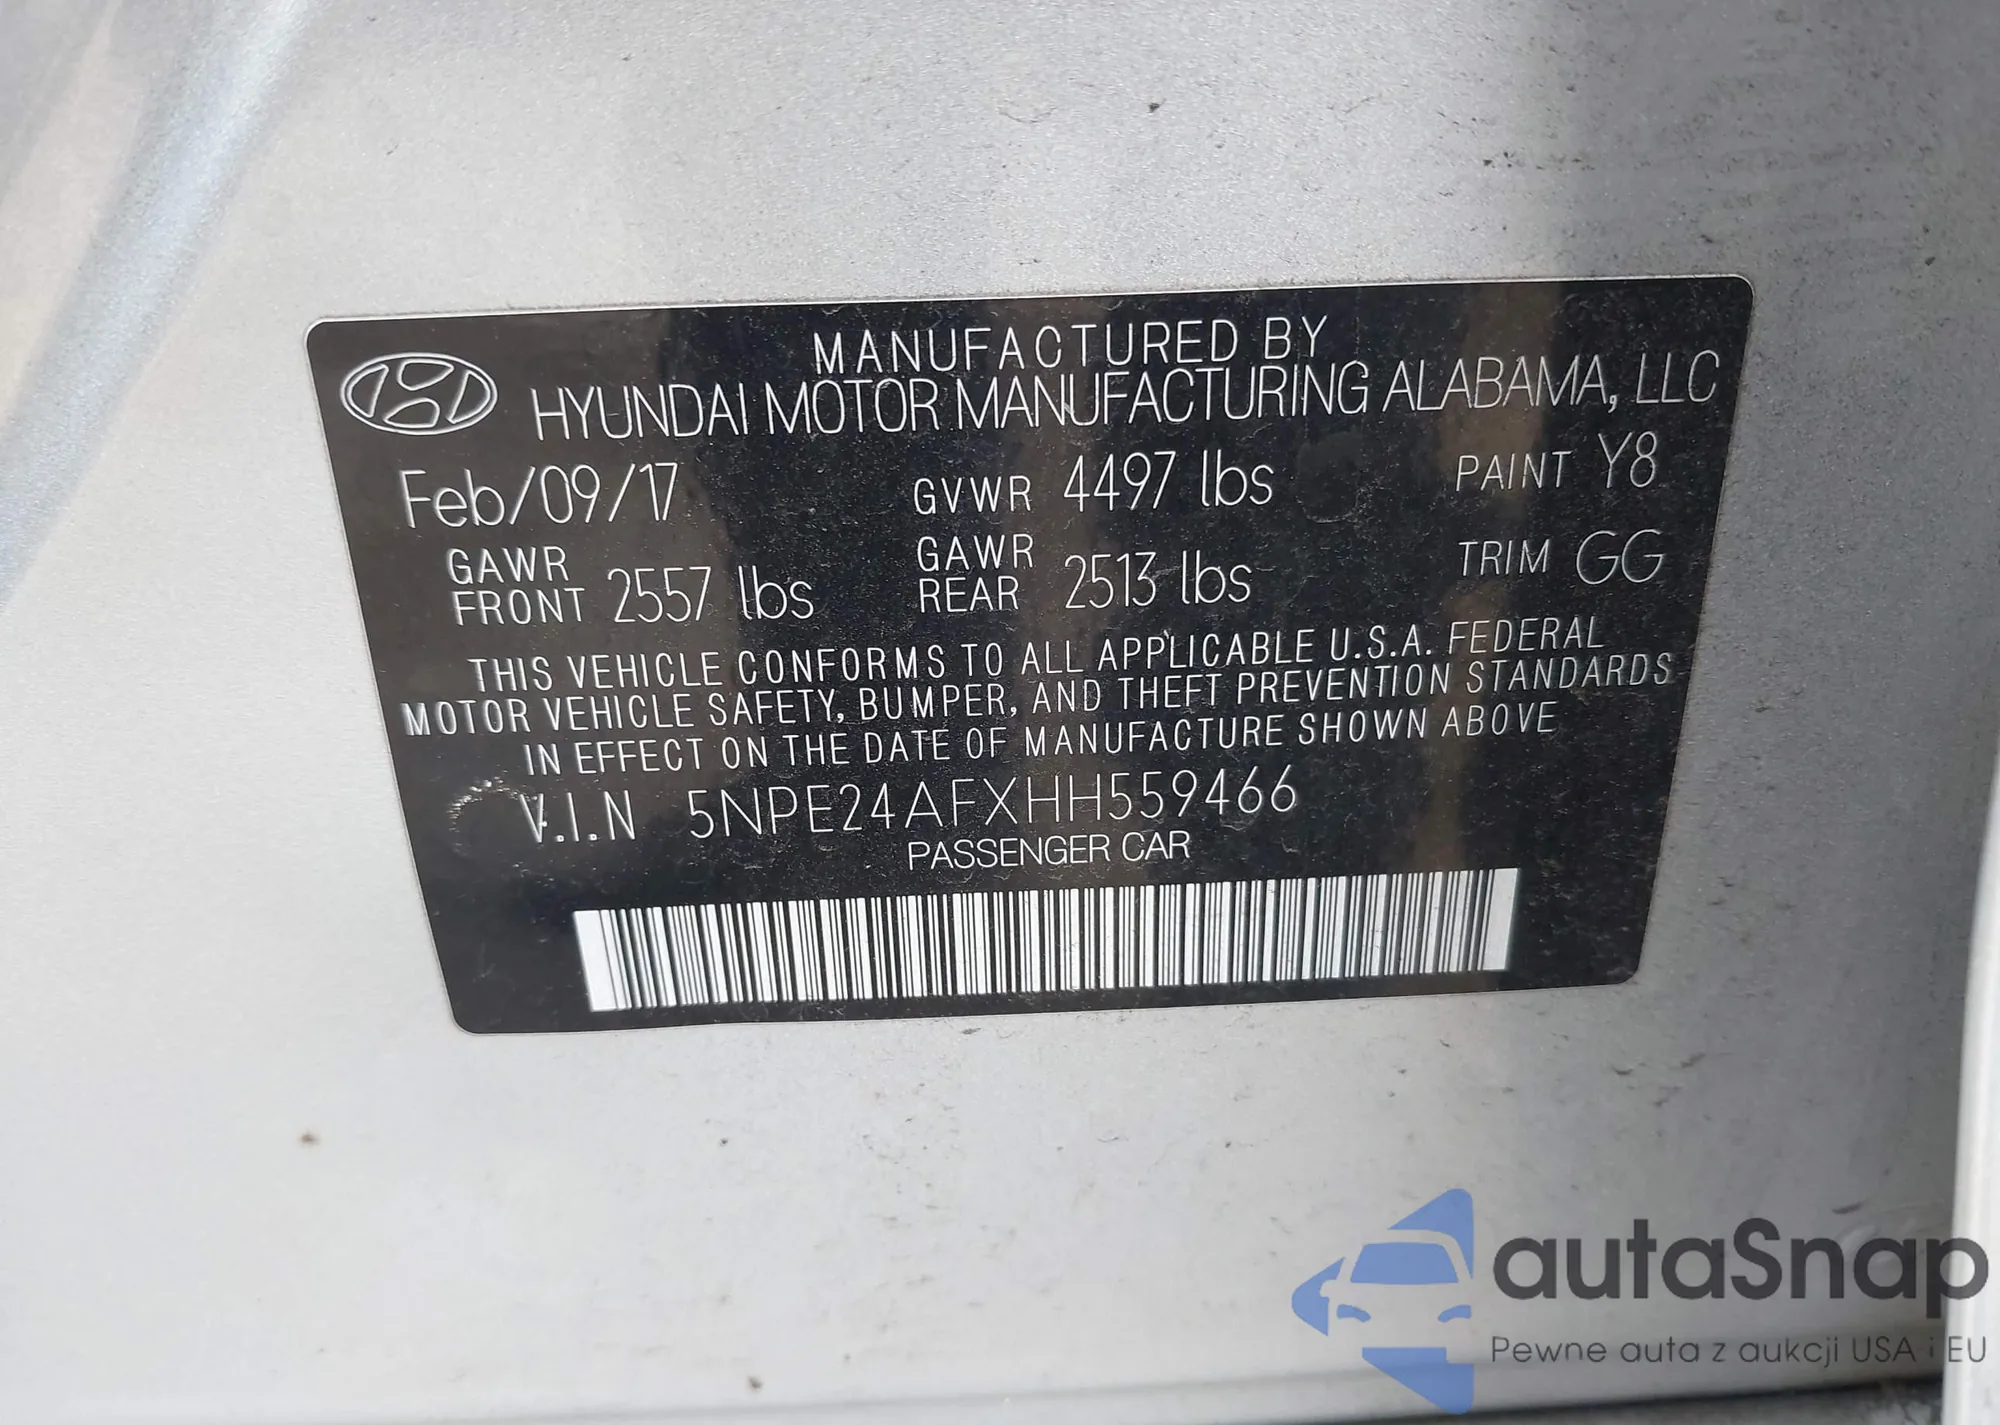 MANUFACTURED BY
HYUNDAI MOTOR MANUFACTURING ALABAMA, LLC
Feb/09/17 GVWR 4497 lbs PAINT Y8
GAWR FRONT 2557 lbs GAWR REAR 2513 lbs TRIM GG
THIS VEHICLE CONFORMS TO ALL APPLICABLE U.S.A. FEDERAL
MOTOR VEHICLE SAFETY, BUMPER, AND THEFT PREVENTION STANDARDS
IN EFFECT ON THE DATE OF MANUFACTURE SHOWN ABOVE
V.I.N 5NPE24AFXHH559466
PASSENGER CAR
autaSnap
Pewne auta z aukcji USA i EU